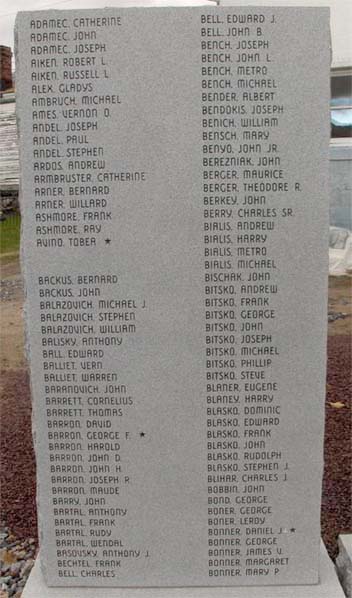 ADAMEC, CATHERINE
ADAMEC, JOHN
ADAMEC, JOSEPH
AIKEN, ROBERT L.
AIKEN, RUSSELL L.
ALEX, GLADYS
AMBRUCH, MICHAEL
AMES, VERNON O.
ANDEL, JOSEPH
ANDEL, PAUL
ANDEL, STEPHEN
ARDOS, ANDREW
ARMBRUSTER, CATHERINE
ARNER, BERNARD
ARNER, WILLARD
ASHMORE, FRANK
ASHMORE, RAY
AVINO, TOBEA ★
BACKUS, BERNARD
BACKUS, JOHN
BALAZOVICH, MICHAEL J.
BALAZOVICH, STEPHEN
BALAZOVICH, WILLIAM
BALISKY, ANTHONY
BALL, EDWARD
BALLIET, VERN
BALLIET, WARREN
BARANOVICH, JOHN
BARRETT, CORNELIUS
BARRETT, THOMAS
BARRON, DAVID
BARRON, GEORGE F. ★
BARRON, HAROLD
BARRON, JOHN D.
BARRON, JOHN H.
BARRON, JOSEPH R.
BARRON, MAUDE
BARRY, JOHN
BARTAL, ANTHONY
BARTAL, FRANK
BARTAL, RUDY
BARTAL, WENDAL
BASOVSKY, ANTHONY J.
BECHTEL, FRANK
BELL, CHARLES
BELL, EDWARD J.
BELL, JOHN B.
BENCH, JOSEPH
BENCH, JOHN L.
BENCH, METRO
BENCH, MICHAEL
BENDER, ALBERT
BENDOKIS, JOSEPH
BENICH, WILLIAM
BENSCH, MARY
BENYO, JOHN JR.
BEREZNIAK, JOHN
BERGER, MAURICE
BERGER, THEODORE R.
BERKEY, JOHN
BERRY, CHARLES SR.
BIALIS, ANDREW
BIALIS, HARRY
BIALIS, METRO
BIALIS, MICHAEL
BISCHAK, JOHN
BITSKO, ANDREW
BITSKO, FRANK
BITSKO, GEORGE
BITSKO, JOHN
BITSKO, JOSEPH
BITSKO, MICHAEL
BITSKO, PHILLIP
BITSKO, STEVE
BLANER, EUGENE
BLANEY, HARRY
BLASKO, DOMINIC
BLASKO, EDWARD
BLASKO, FRANK
BLASKO, JOHN
BLASKO, RUDOLPH
BLASKO, STEPHEN J.
BLIHAR, CHARLES J.
BOBBIN, JOHN
BOND, GEORGE
BONER, GEORGE
BONER, LEROY
BONNER, DANIEL J. ★
BONNER, GEORGE
BONNER, JAMES V.
BONNER, MARGARET
BONNER, MARY P.